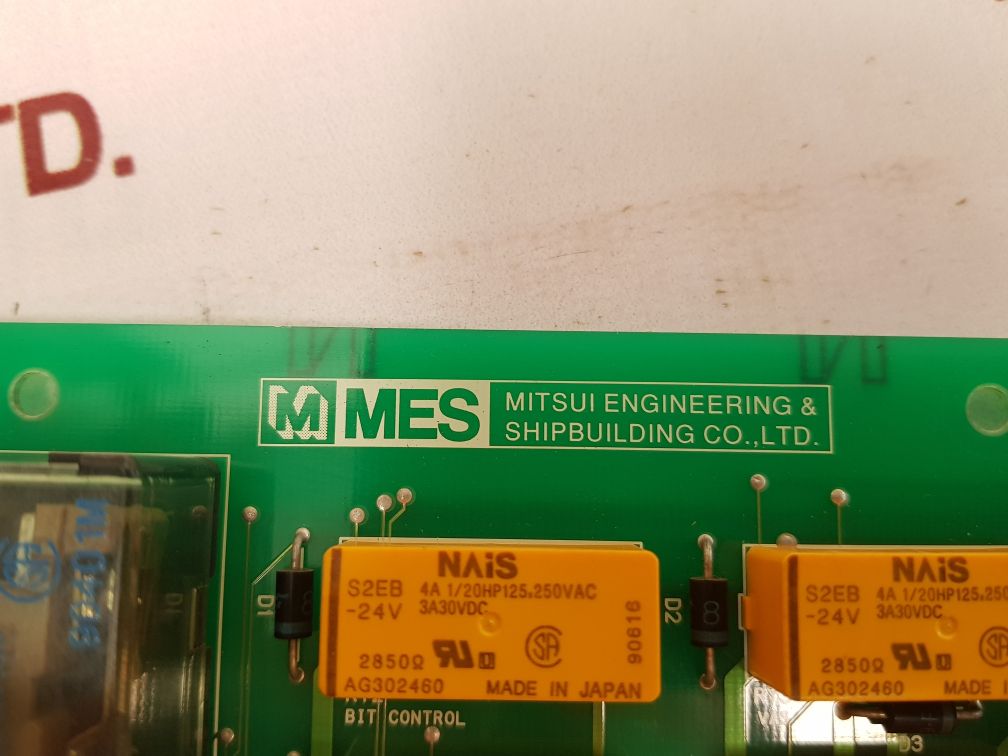 TD.
MES
MITSUI ENGINEERING &
SHIPBUILDING CO.,LTD.
D1
NAiS
S2EB 4A 1/20HP125,250VAC
-24V 3A30VDC
2850Ω
AG302460 MADE IN JAPAN
90616
BIT CONTROL
D2
NAiS
S2EB 4A 1/20HP125,250
-24V 3A30VDC
2850Ω
AG302460 MADE I
D3